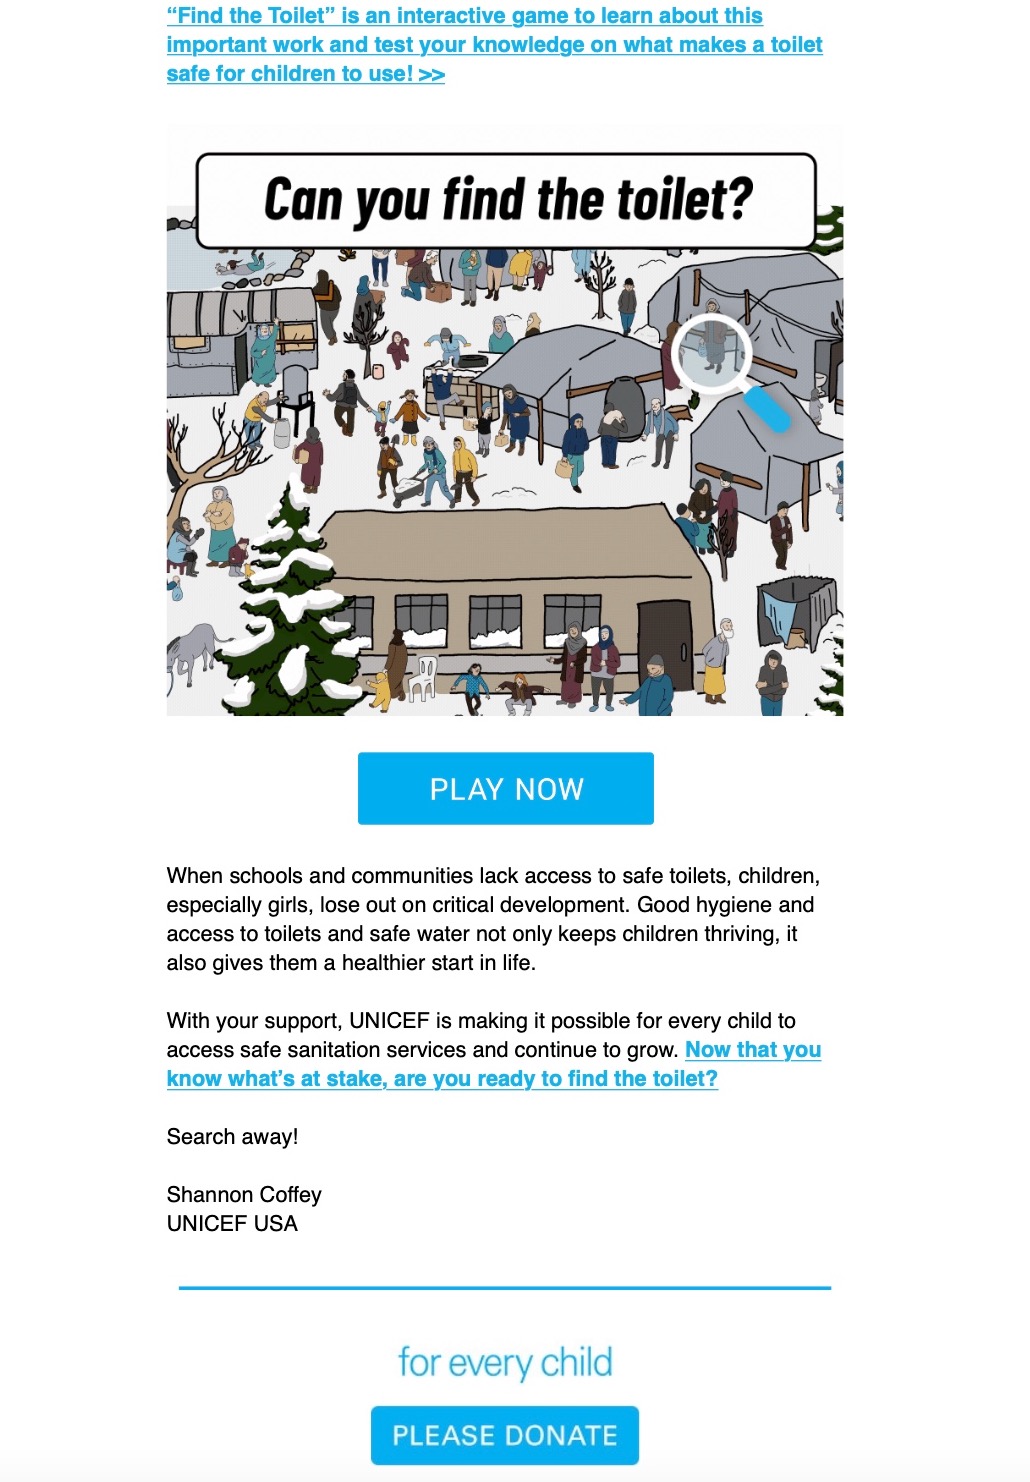 “Find the Toilet” is an interactive game to learn about this
important work and test your knowledge on what makes a toilet
safe for children to use! >>
Can you find the toilet?
PLAY NOW
When schools and communities lack access to safe toilets, children,
especially girls, lose out on critical development. Good hygiene and
access to toilets and safe water not only keeps children thriving, it
also gives them a healthier start in life.
With your support, UNICEF is making it possible for every child to
access safe sanitation services and continue to grow. Now that you
know what’s at stake, are you ready to find the toilet?
Search away!
Shannon Coffey
UNICEF USA
for every child
PLEASE DONATE